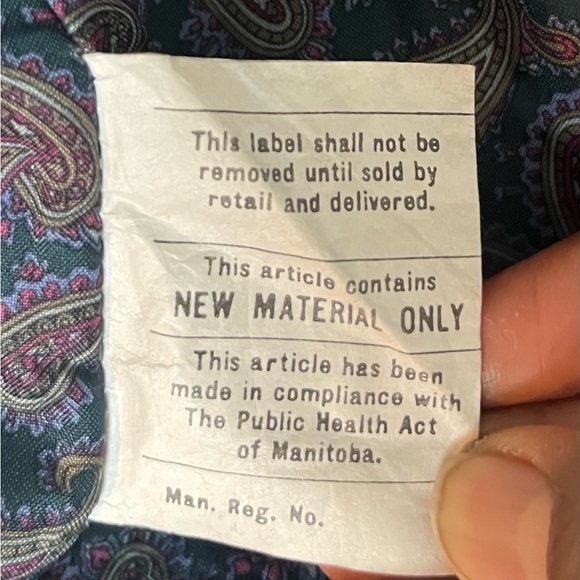 This label shall not be
removed until sold by
retail and delivered.
This article contains
NEW MATERIAL ONLY
This article has been
made in compliance with
The Public Health Act
of Manitoba.
Man. Reg. No.